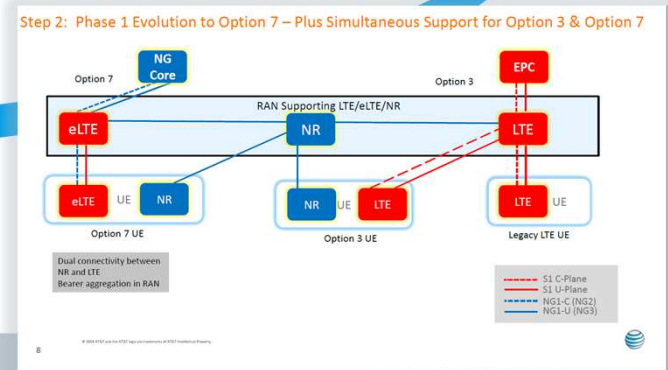 Step 2: Phase 1 Evolution to Option 7 – Plus Simultaneous Support for Option 3 & Option 7
NG
Core
EPC
Option 7
Option 3
RAN Supporting LTE/eLTE/NR
eLTE
NR
LTE
eLTE
UE
NR
NR
UE
LTE
LTE
UE
Option 7 UE
Option 3 UE
Legacy LTE UE
Dual connectivity between
NR and LTE
Bearer aggregation in RAN
S1 C-Plane
S1 U-Plane
NG1-C (NG2)
NG1-U (NG3)
8